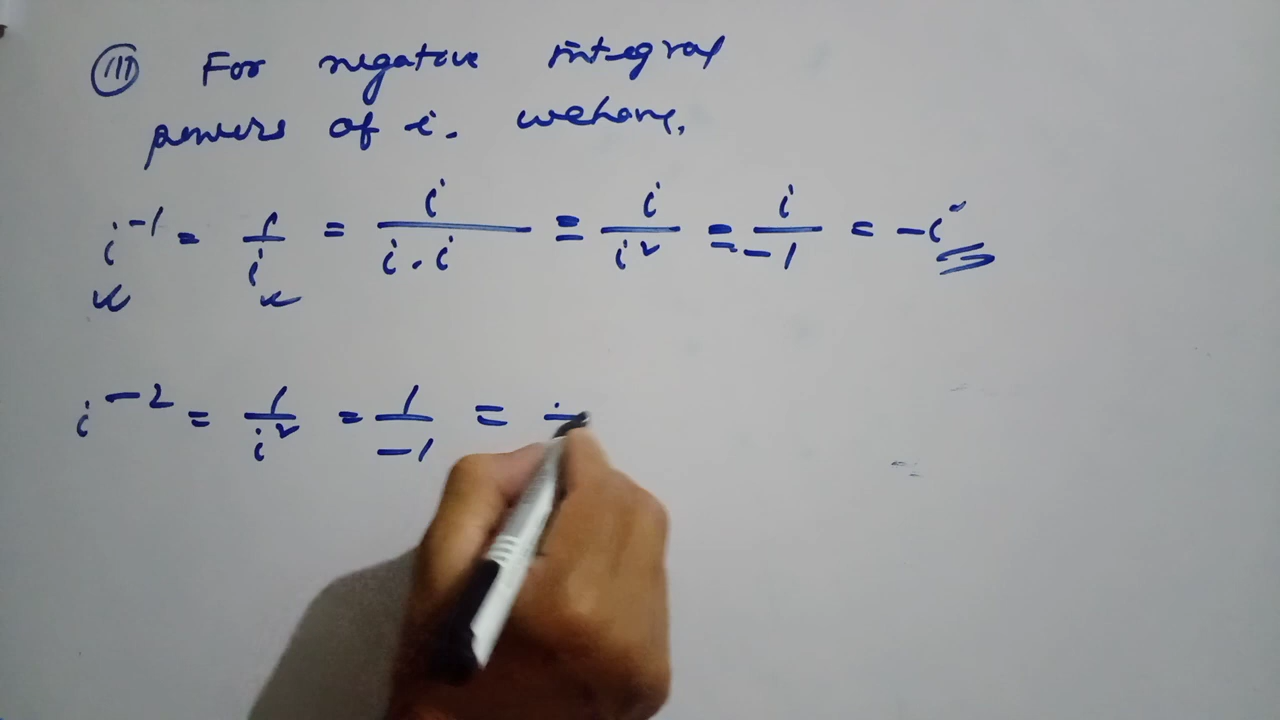 (III) For negative integral
powers of i. we have,
i^-1 = 1/i = i/(i.i) = i/i^2 = i/-1 = -i
i^-2 = 1/i^2 = 1/-1 =